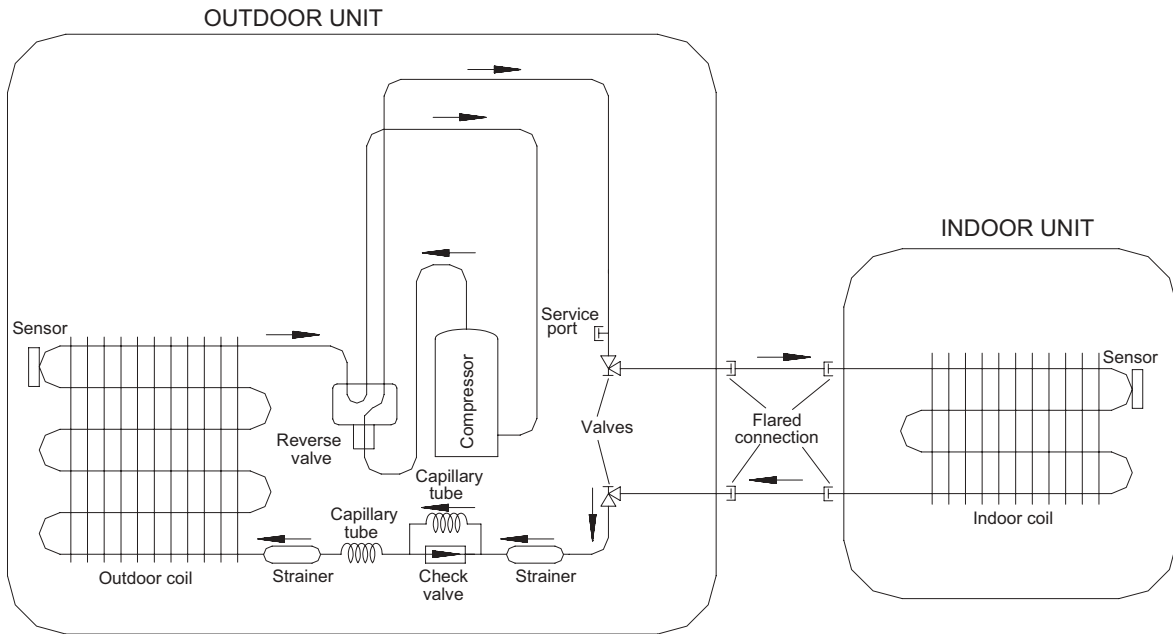 OUTDOOR UNIT
INDOOR UNIT
Sensor
Service
port
Sensor
Compressor
Reverse
valve
Valves
Flared
connection
Capillary
tube
Capillary
tube
Indoor coil
Outdoor coil
Strainer
Check
valve
Strainer